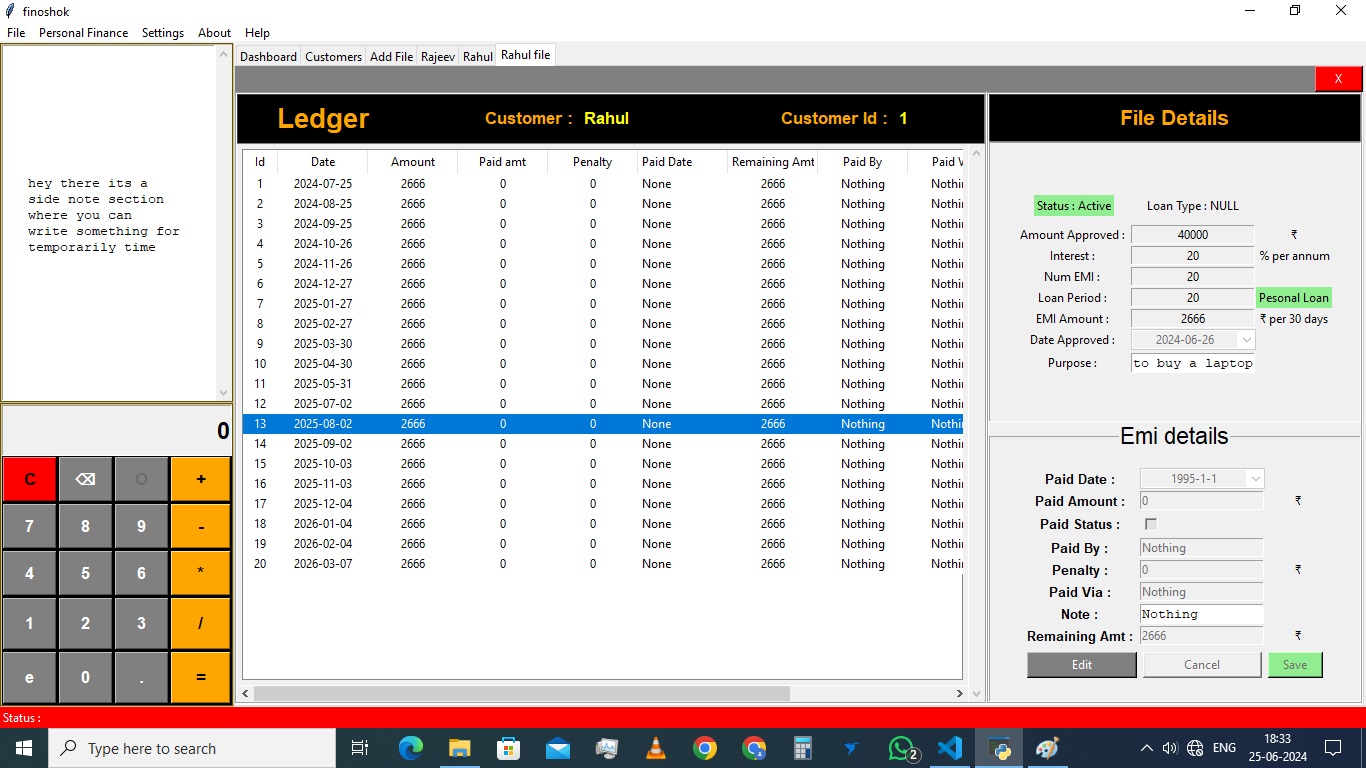 finoshok
File Personal Finance Settings About Help
hey there its a
side note section
where you can
write something for
temporarily time
0
C ⌫ O +
7 8 9 -
4 5 6 *
1 2 3 /
e 0 . =
Dashboard Customers Add File Rajeev Rahul Rahul file
X
Ledger Customer : Rahul Customer Id : 1
Id Date Amount Paid amt Penalty Paid Date Remaining Amt Paid By Paid V
1 2024-07-25 2666 0 0 None 2666 Nothing Nothi
2 2024-08-25 2666 0 0 None 2666 Nothing Nothi
3 2024-09-25 2666 0 0 None 2666 Nothing Nothi
4 2024-10-26 2666 0 0 None 2666 Nothing Nothi
5 2024-11-26 2666 0 0 None 2666 Nothing Nothi
6 2024-12-27 2666 0 0 None 2666 Nothing Nothi
7 2025-01-27 2666 0 0 None 2666 Nothing Nothi
8 2025-02-27 2666 0 0 None 2666 Nothing Nothi
9 2025-03-30 2666 0 0 None 2666 Nothing Nothi
10 2025-04-30 2666 0 0 None 2666 Nothing Nothi
11 2025-05-31 2666 0 0 None 2666 Nothing Nothi
12 2025-07-02 2666 0 0 None 2666 Nothing Nothi
13 2025-08-02 2666 0 0 None 2666 Nothing Nothi
14 2025-09-02 2666 0 0 None 2666 Nothing Nothi
15 2025-10-03 2666 0 0 None 2666 Nothing Nothi
16 2025-11-03 2666 0 0 None 2666 Nothing Nothi
17 2025-12-04 2666 0 0 None 2666 Nothing Nothi
18 2026-01-04 2666 0 0 None 2666 Nothing Nothi
19 2026-02-04 2666 0 0 None 2666 Nothing Nothi
20 2026-03-07 2666 0 0 None 2666 Nothing Nothi
File Details
Status : Active Loan Type : NULL
Amount Approved : 40000 ₹
Interest : 20 % per annum
Num EMI : 20
Loan Period : 20 Pesonal Loan
EMI Amount : 2666 ₹ per 30 days
Date Approved : 2024-06-26
Purpose : to buy a laptop
Emi details
Paid Date : 1995-1-1
Paid Amount : 0 ₹
Paid Status :
Paid By : Nothing
Penalty : 0 ₹
Paid Via : Nothing
Note : Nothing
Remaining Amt : 2666 ₹
Edit Cancel Save
Status :
Type here to search
2
ENG
18:33
25-06-2024